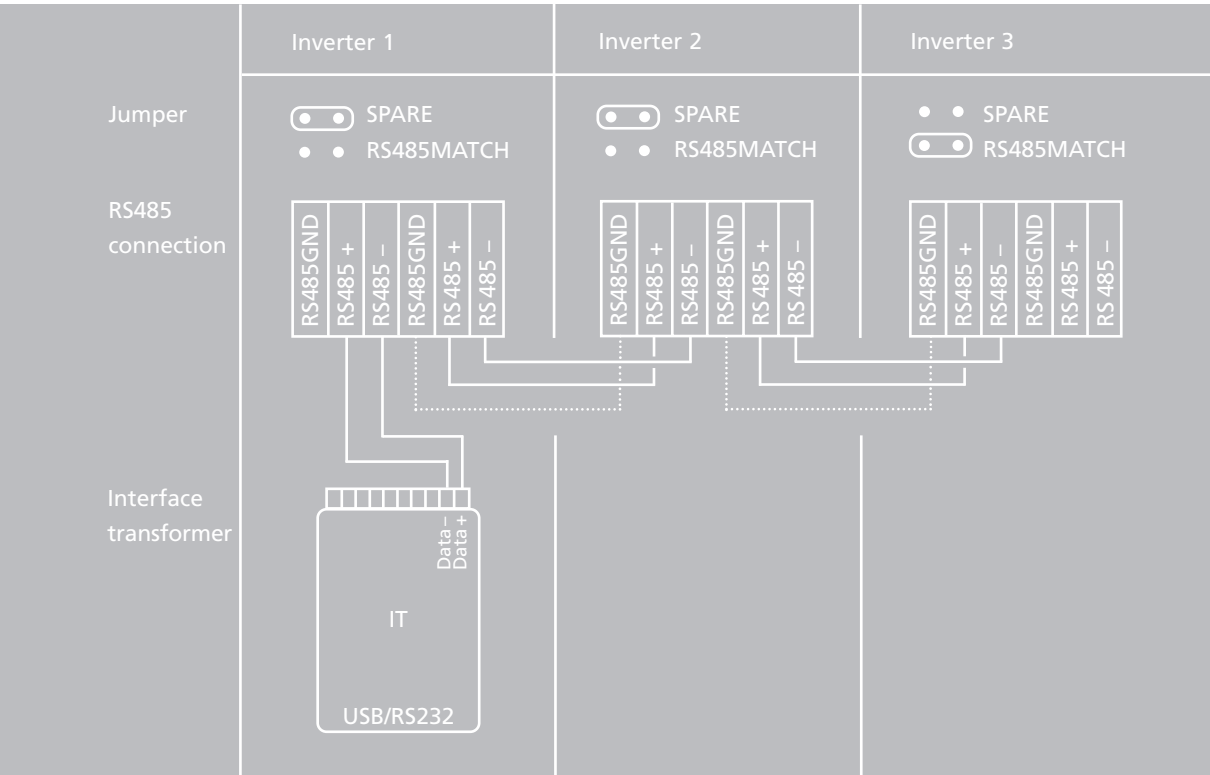 Inverter 1
Inverter 2
Inverter 3
Jumper
SPARE
RS485MATCH
SPARE
RS485MATCH
SPARE
RS485MATCH
RS485
connection
RS485GND
RS485 +
RS485 –
RS485GND
RS485 +
RS 485 –
RS485GND
RS485 +
RS485 –
RS485GND
RS485 +
RS 485 –
RS485GND
RS485 +
RS485 –
RS485GND
RS485 +
RS 485 –
Interface
transformer
Data –
Data +
IT
USB/RS232